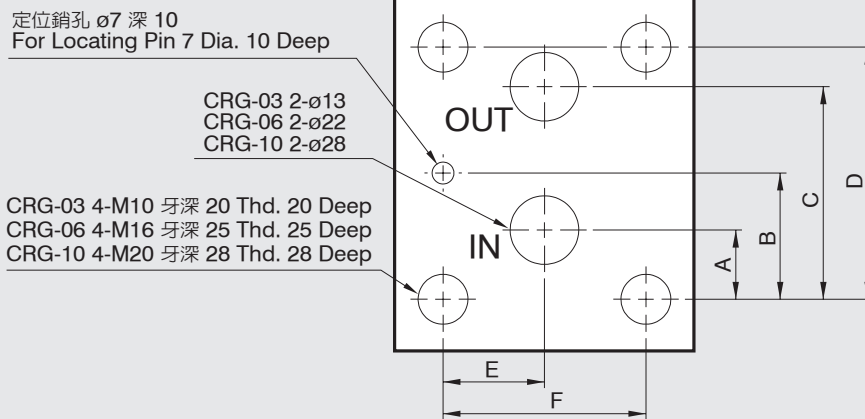 定位銷孔 ø7 深 10
For Locating Pin 7 Dia. 10 Deep
CRG-03 2-ø13
CRG-06 2-ø22
CRG-10 2-ø28
CRG-03 4-M10 牙深 20 Thd. 20 Deep
CRG-06 4-M16 牙深 25 Thd. 25 Deep
CRG-10 4-M20 牙深 28 Thd. 28 Deep
OUT
IN
A
B
C
D
E
F